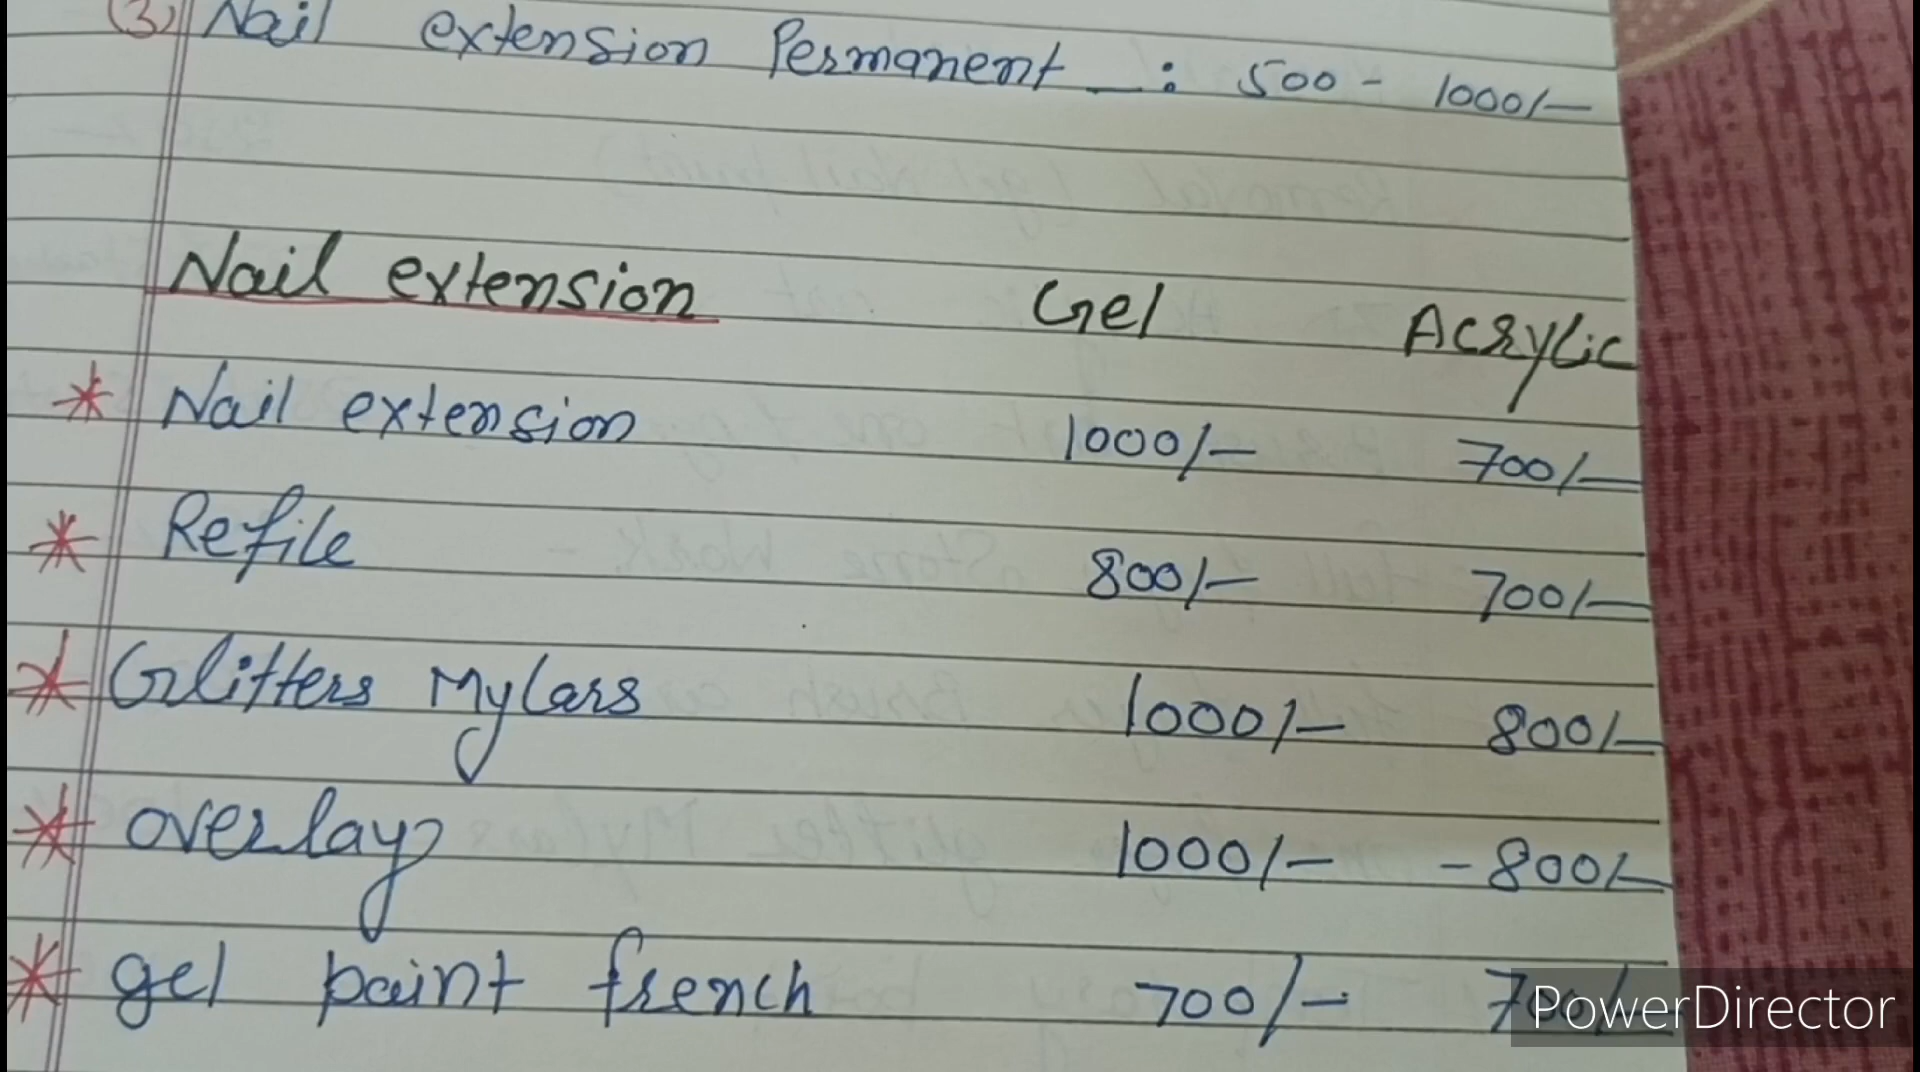 (3) Nail extension Permanent - : 500 - 1000/-
Nail extension Gel Acrylic
* Nail extension 1000/- 700/-
* Refile 800/- 700/-
* Glitters Mylars 1000/- 800/-
* overlay 1000/- - 800/-
* gel paint french 700/- 700/-
PowerDirector